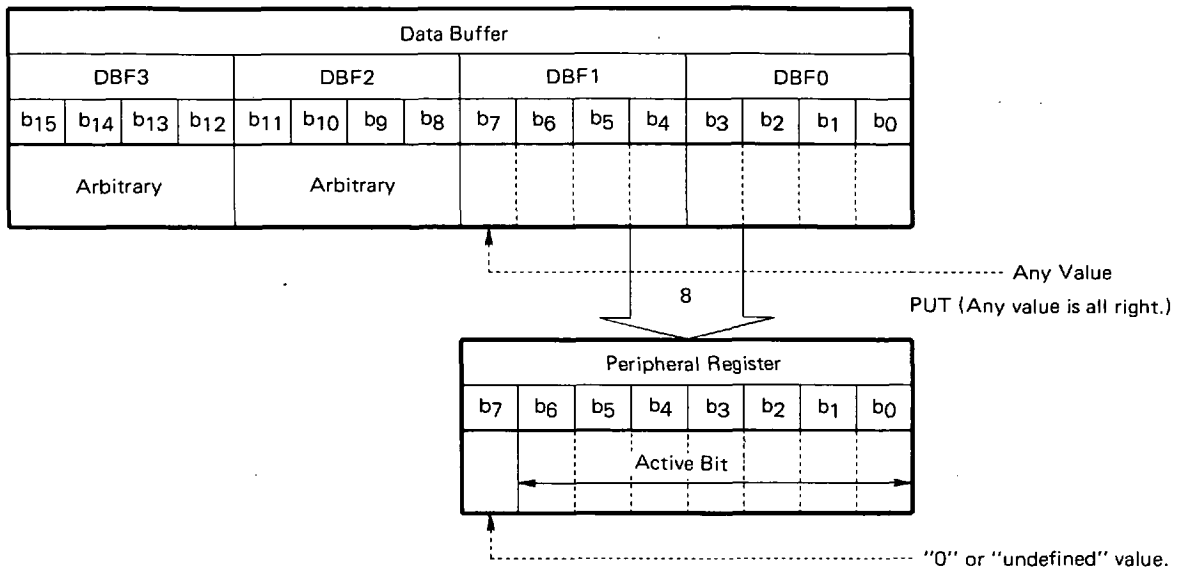 Data Buffer
DBF3 DBF2 DBF1 DBF0
b15 b14 b13 b12 b11 b10 b9 b8 b7 b6 b5 b4 b3 b2 b1 b0
Arbitrary Arbitrary
Any Value
8
PUT (Any value is all right.)
Peripheral Register
b7 b6 b5 b4 b3 b2 b1 b0
Active Bit
"0" or "undefined" value.